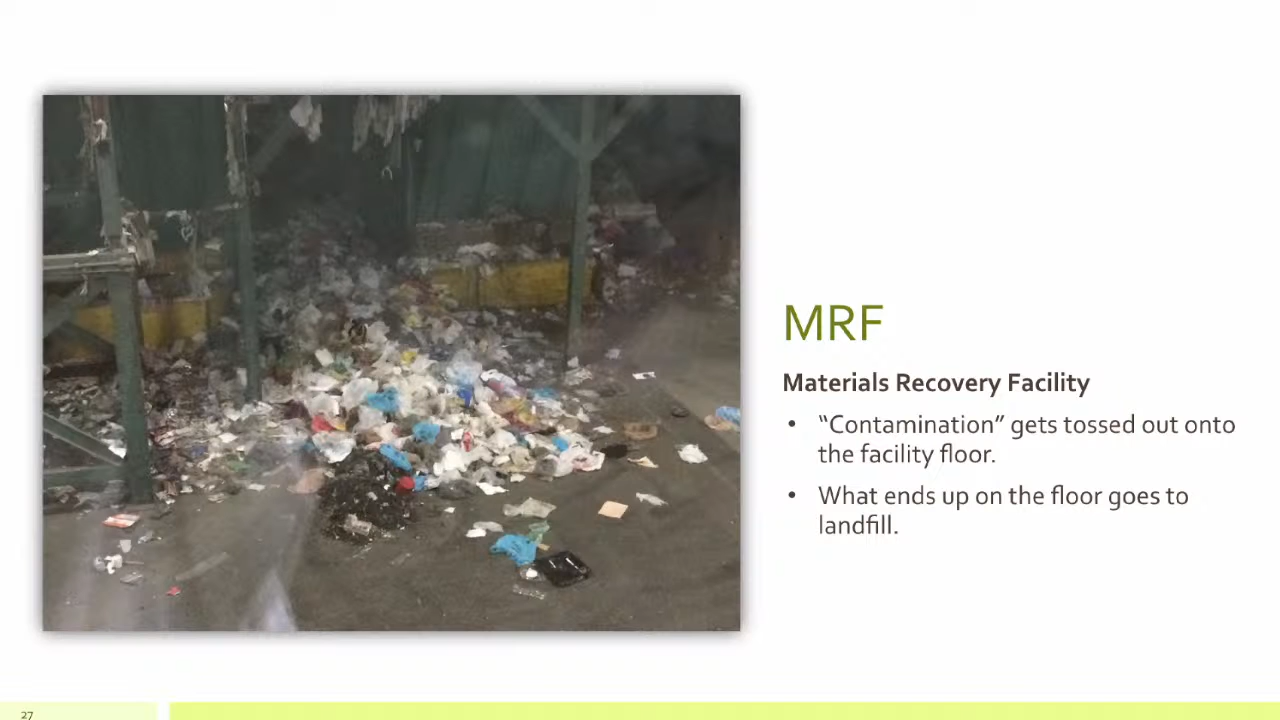 MRF
Materials Recovery Facility
• “Contamination” gets tossed out onto
the facility floor.
• What ends up on the floor goes to
landfill.
27